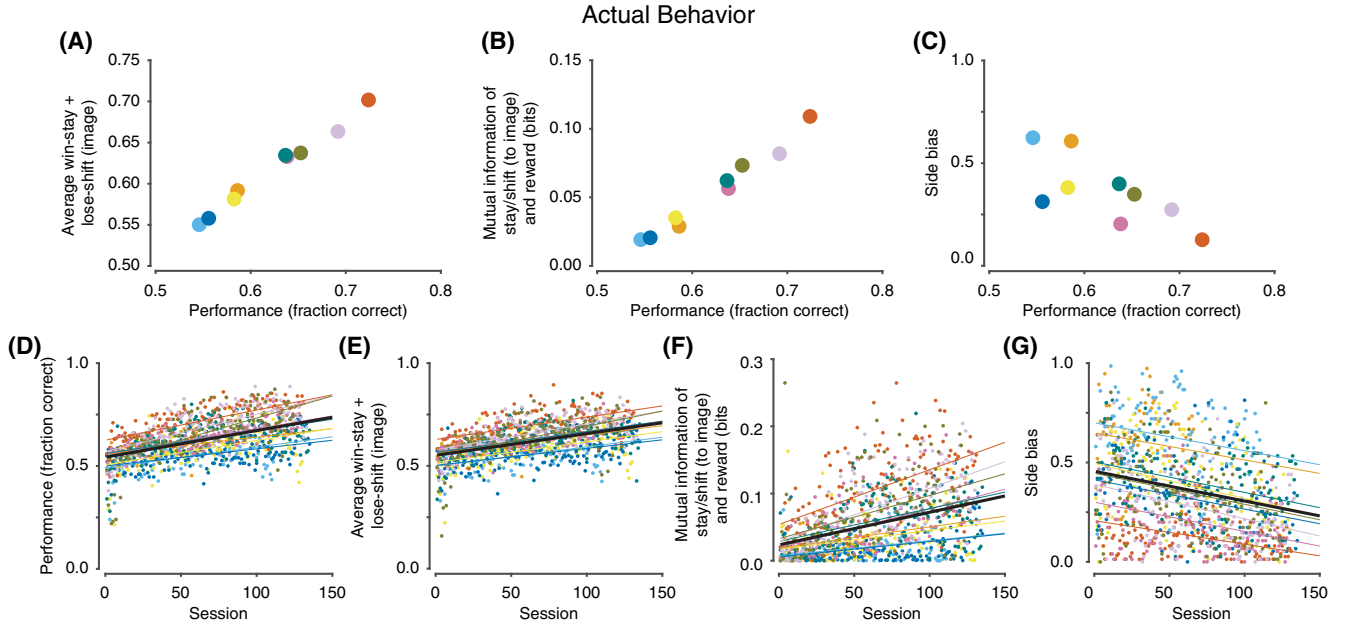 Actual Behavior
(A)
Average win-stay +
lose-shift (image)
0.75
0.70
0.65
0.60
0.55
0.50
0.5 0.6 0.7 0.8
Performance (fraction correct)
(B)
Mutual information of
stay/shift (to image)
and reward (bits)
0.15
0.10
0.05
0.00
0.5 0.6 0.7 0.8
Performance (fraction correct)
(C)
Side bias
1.0
0.5
0.0
0.5 0.6 0.7 0.8
Performance (fraction correct)
(D)
Performance (fraction correct)
1.0
0.5
0.0
0 50 100 150
Session
(E)
Average win-stay +
lose-shift (image)
1.0
0.5
0.0
0 50 100 150
Session
(F)
Mutual information of
stay/shift (to image)
and reward (bits
0.3
0.2
0.1
0.0
0 50 100 150
Session
(G)
Side bias
1.0
0.5
0.0
0 50 100 150
Session